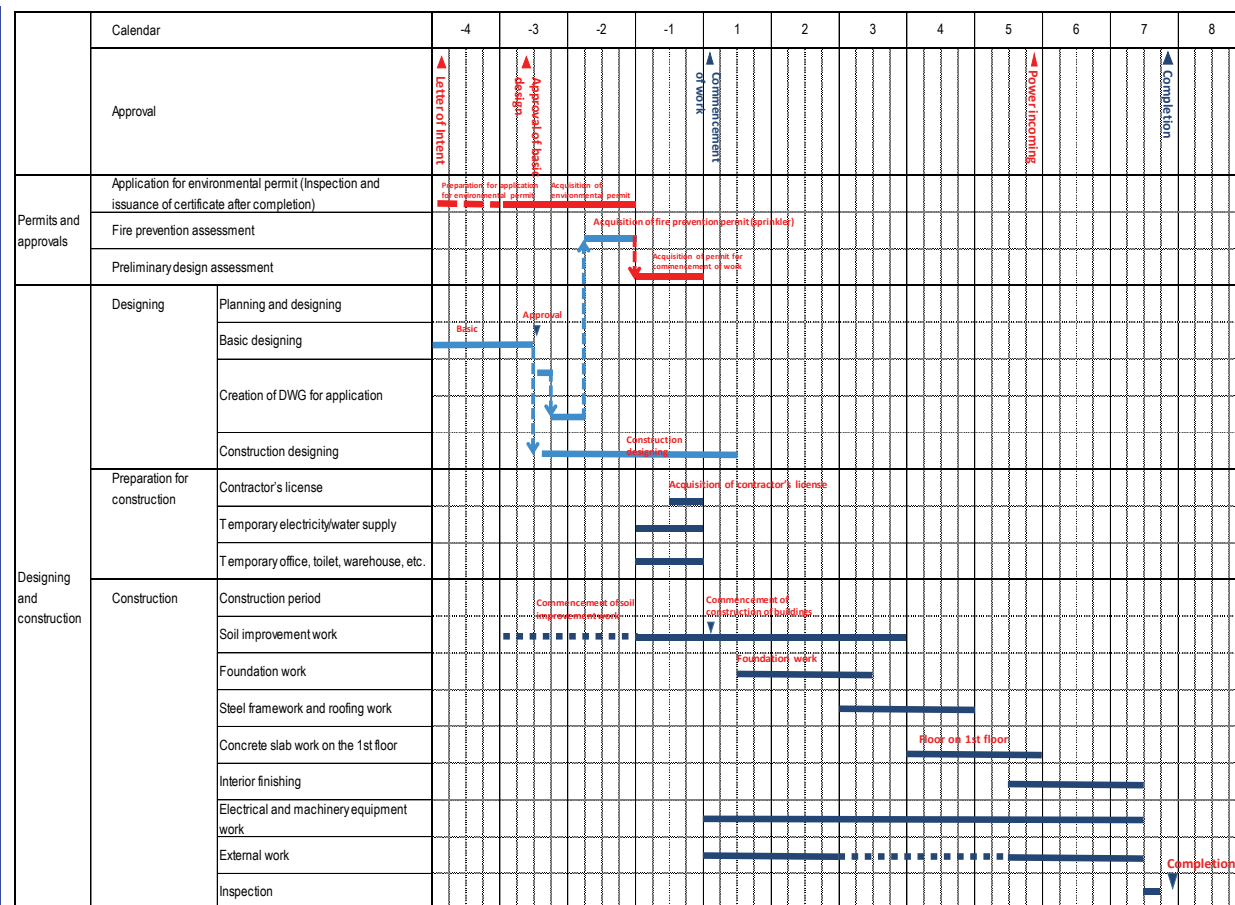 Calendar
-4
-3
-2
-1
1
2
3
4
5
6
7
8
Approval
Letter of Intent
Approval of basic
design
Commencement
of work
Power incoming
Completion
Permits and
approvals
Application for environmental permit (Inspection and
issuance of certificate after completion)
Preparation for application
for environmental permit
Acquisition of
environmental permit
Fire prevention assessment
Acquisition of fire prevention permit (sprinkler)
Preliminary design assessment
Acquisition of permit for
commencement of work
Designing
and
construction
Designing
Planning and designing
Approval
Basic designing
Basic
Creation of DWG for application
Construction designing
Construction
designing
Preparation for
construction
Contractor's license
Acquisition of contractor's license
Temporary electricity/water supply
Temporary office, toilet, warehouse, etc.
Construction
Construction period
Commencement of soil
improvement work
Commencement of
construction of buildings
Soil improvement work
Foundation work
Foundation work
Steel framework and roofing work
Concrete slab work on the 1st floor
Floor on 1st floor
Interior finishing
Electrical and machinery equipment
work
External work
Completion
Inspection